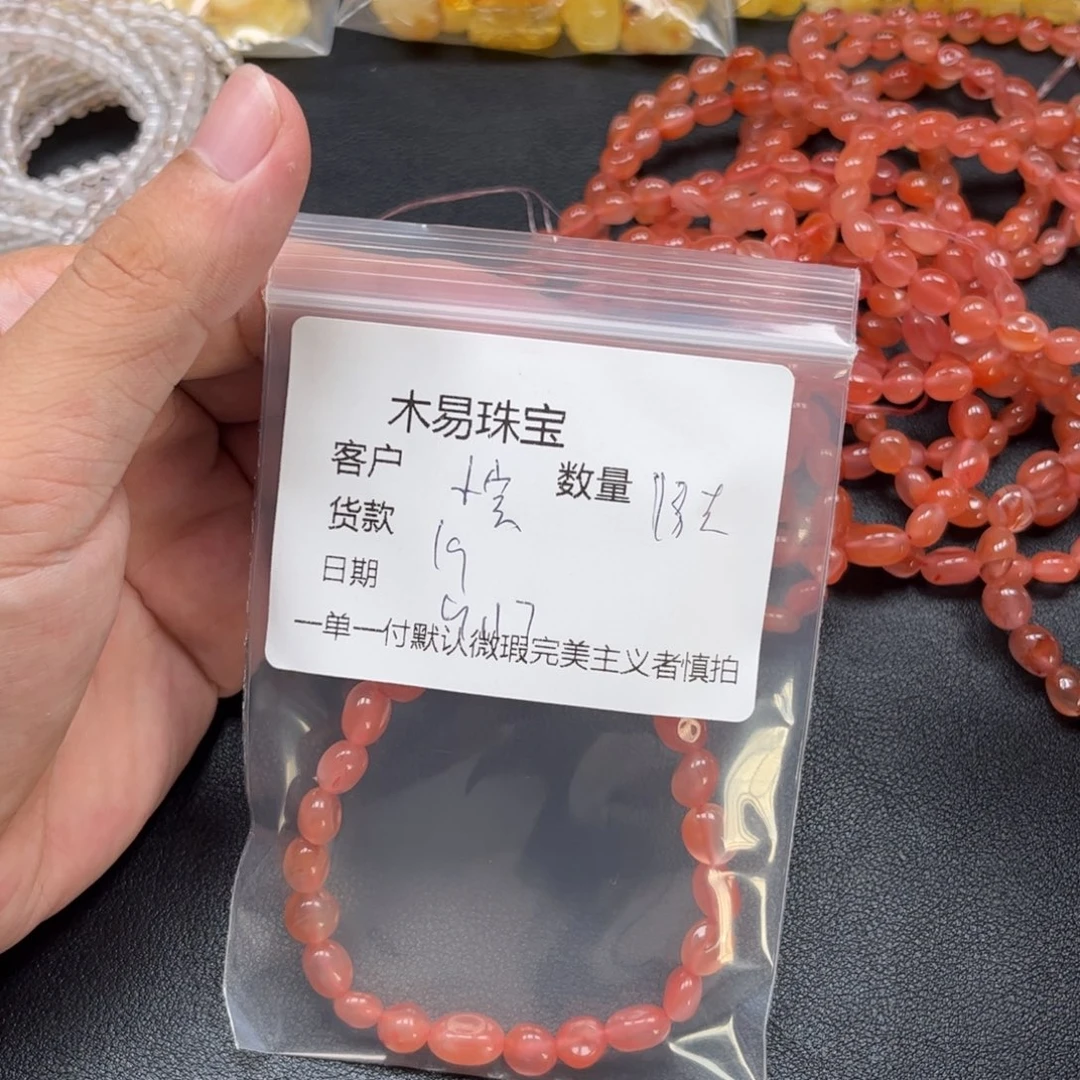 木易珠宝
客户 数量
货款 19
日期 9.17
一单一付默认微瑕完美主义者慎拍